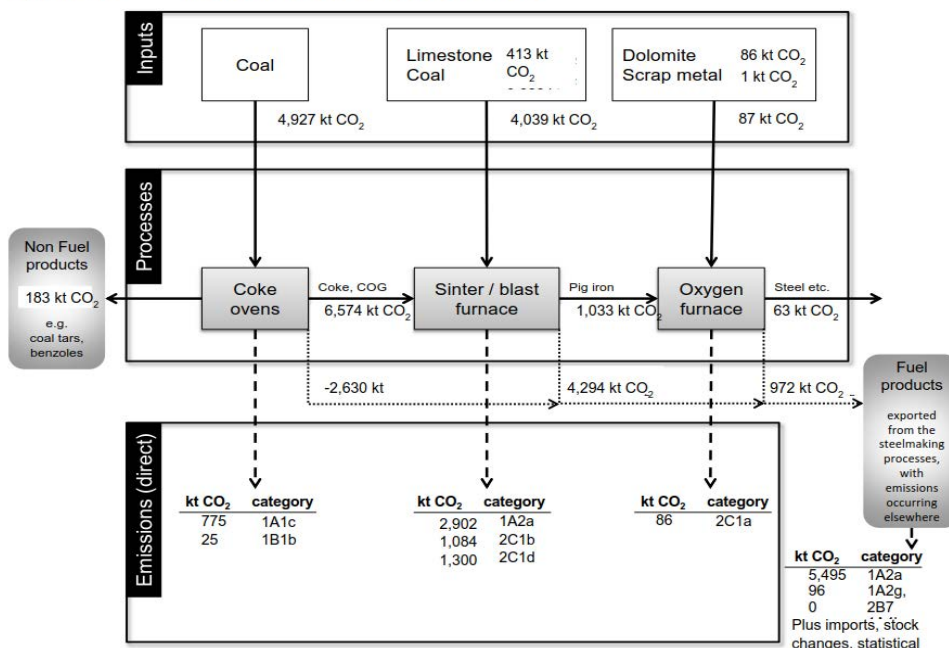 Inputs
Coal
Limestone 413 kt
Coal CO2
Dolomite 86 kt CO2
Scrap metal 1 kt CO2
4,927 kt CO2
4,039 kt CO2
87 kt CO2
Processes
Non Fuel
products
183 kt CO2
e.g.
coal tars,
benzoles
Coke
ovens
Coke, COG
6,574 kt CO2
Sinter / blast
furnace
Pig iron
1,033 kt CO2
Oxygen
furnace
Steel etc.
63 kt CO2
-2,630 kt
4,294 kt CO2
972 kt CO2
Fuel
products
exported
from the
steelmaking
processes,
with
emissions
occurring
elsewhere
Emissions (direct)
kt CO2 category
775 1A1c
25 1B1b
kt CO2 category
2,902 1A2a
1,084 2C1b
1,300 2C1d
kt CO2 category
86 2C1a
kt CO2 category
5,495 1A2a
96 1A2g,
0 2B7
Plus imports, stock
changes, statistical